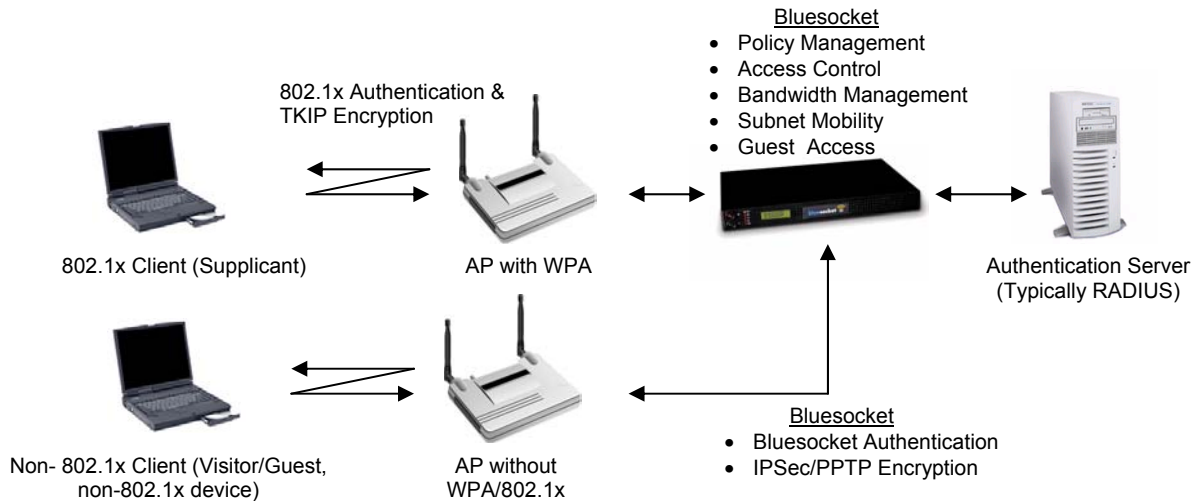 Bluesocket
• Policy Management
• Access Control
• Bandwidth Management
• Subnet Mobility
• Guest Access
802.1x Authentication &
TKIP Encryption
bluesocket
802.1x Client (Supplicant)
AP with WPA
Authentication Server
(Typically RADIUS)
Bluesocket
• Bluesocket Authentication
• IPSec/PPTP Encryption
Non- 802.1x Client (Visitor/Guest,
non-802.1x device)
AP without
WPA/802.1x